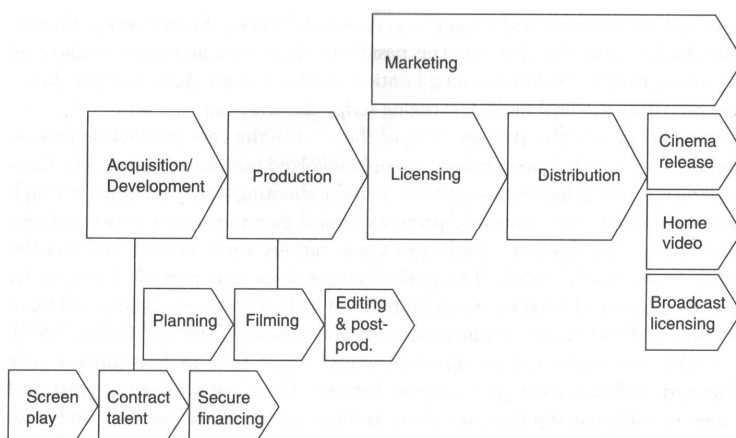 Marketing
Acquisition/
Development
Production
Licensing
Distribution
Cinema
release
Home
video
Broadcast
licensing
Planning
Filming
Editing
& post-
prod.
Screen
play
Contract
talent
Secure
financing